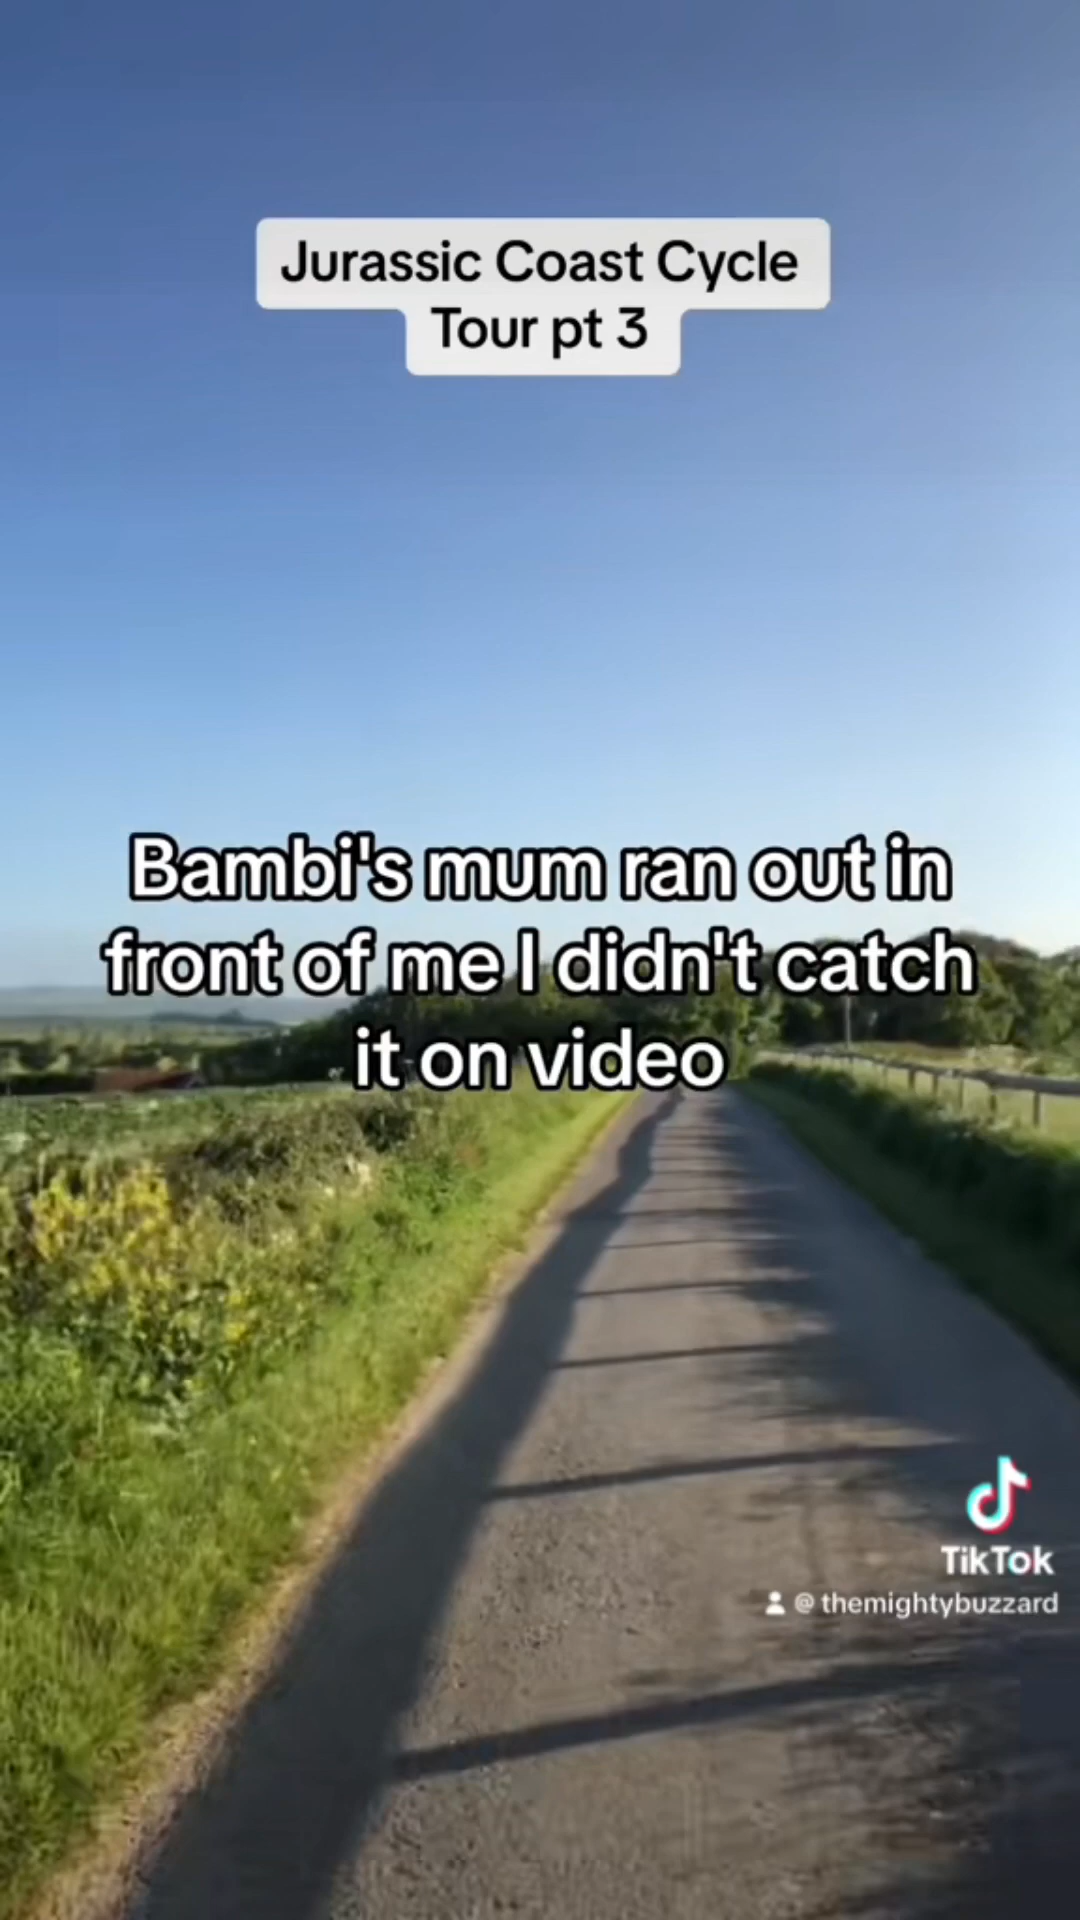 Jurassic Coast Cycle
Tour pt 3
Bambi's mum ran out in
front of me I didn't catch
it on video
TikTok
@themightybuzzard